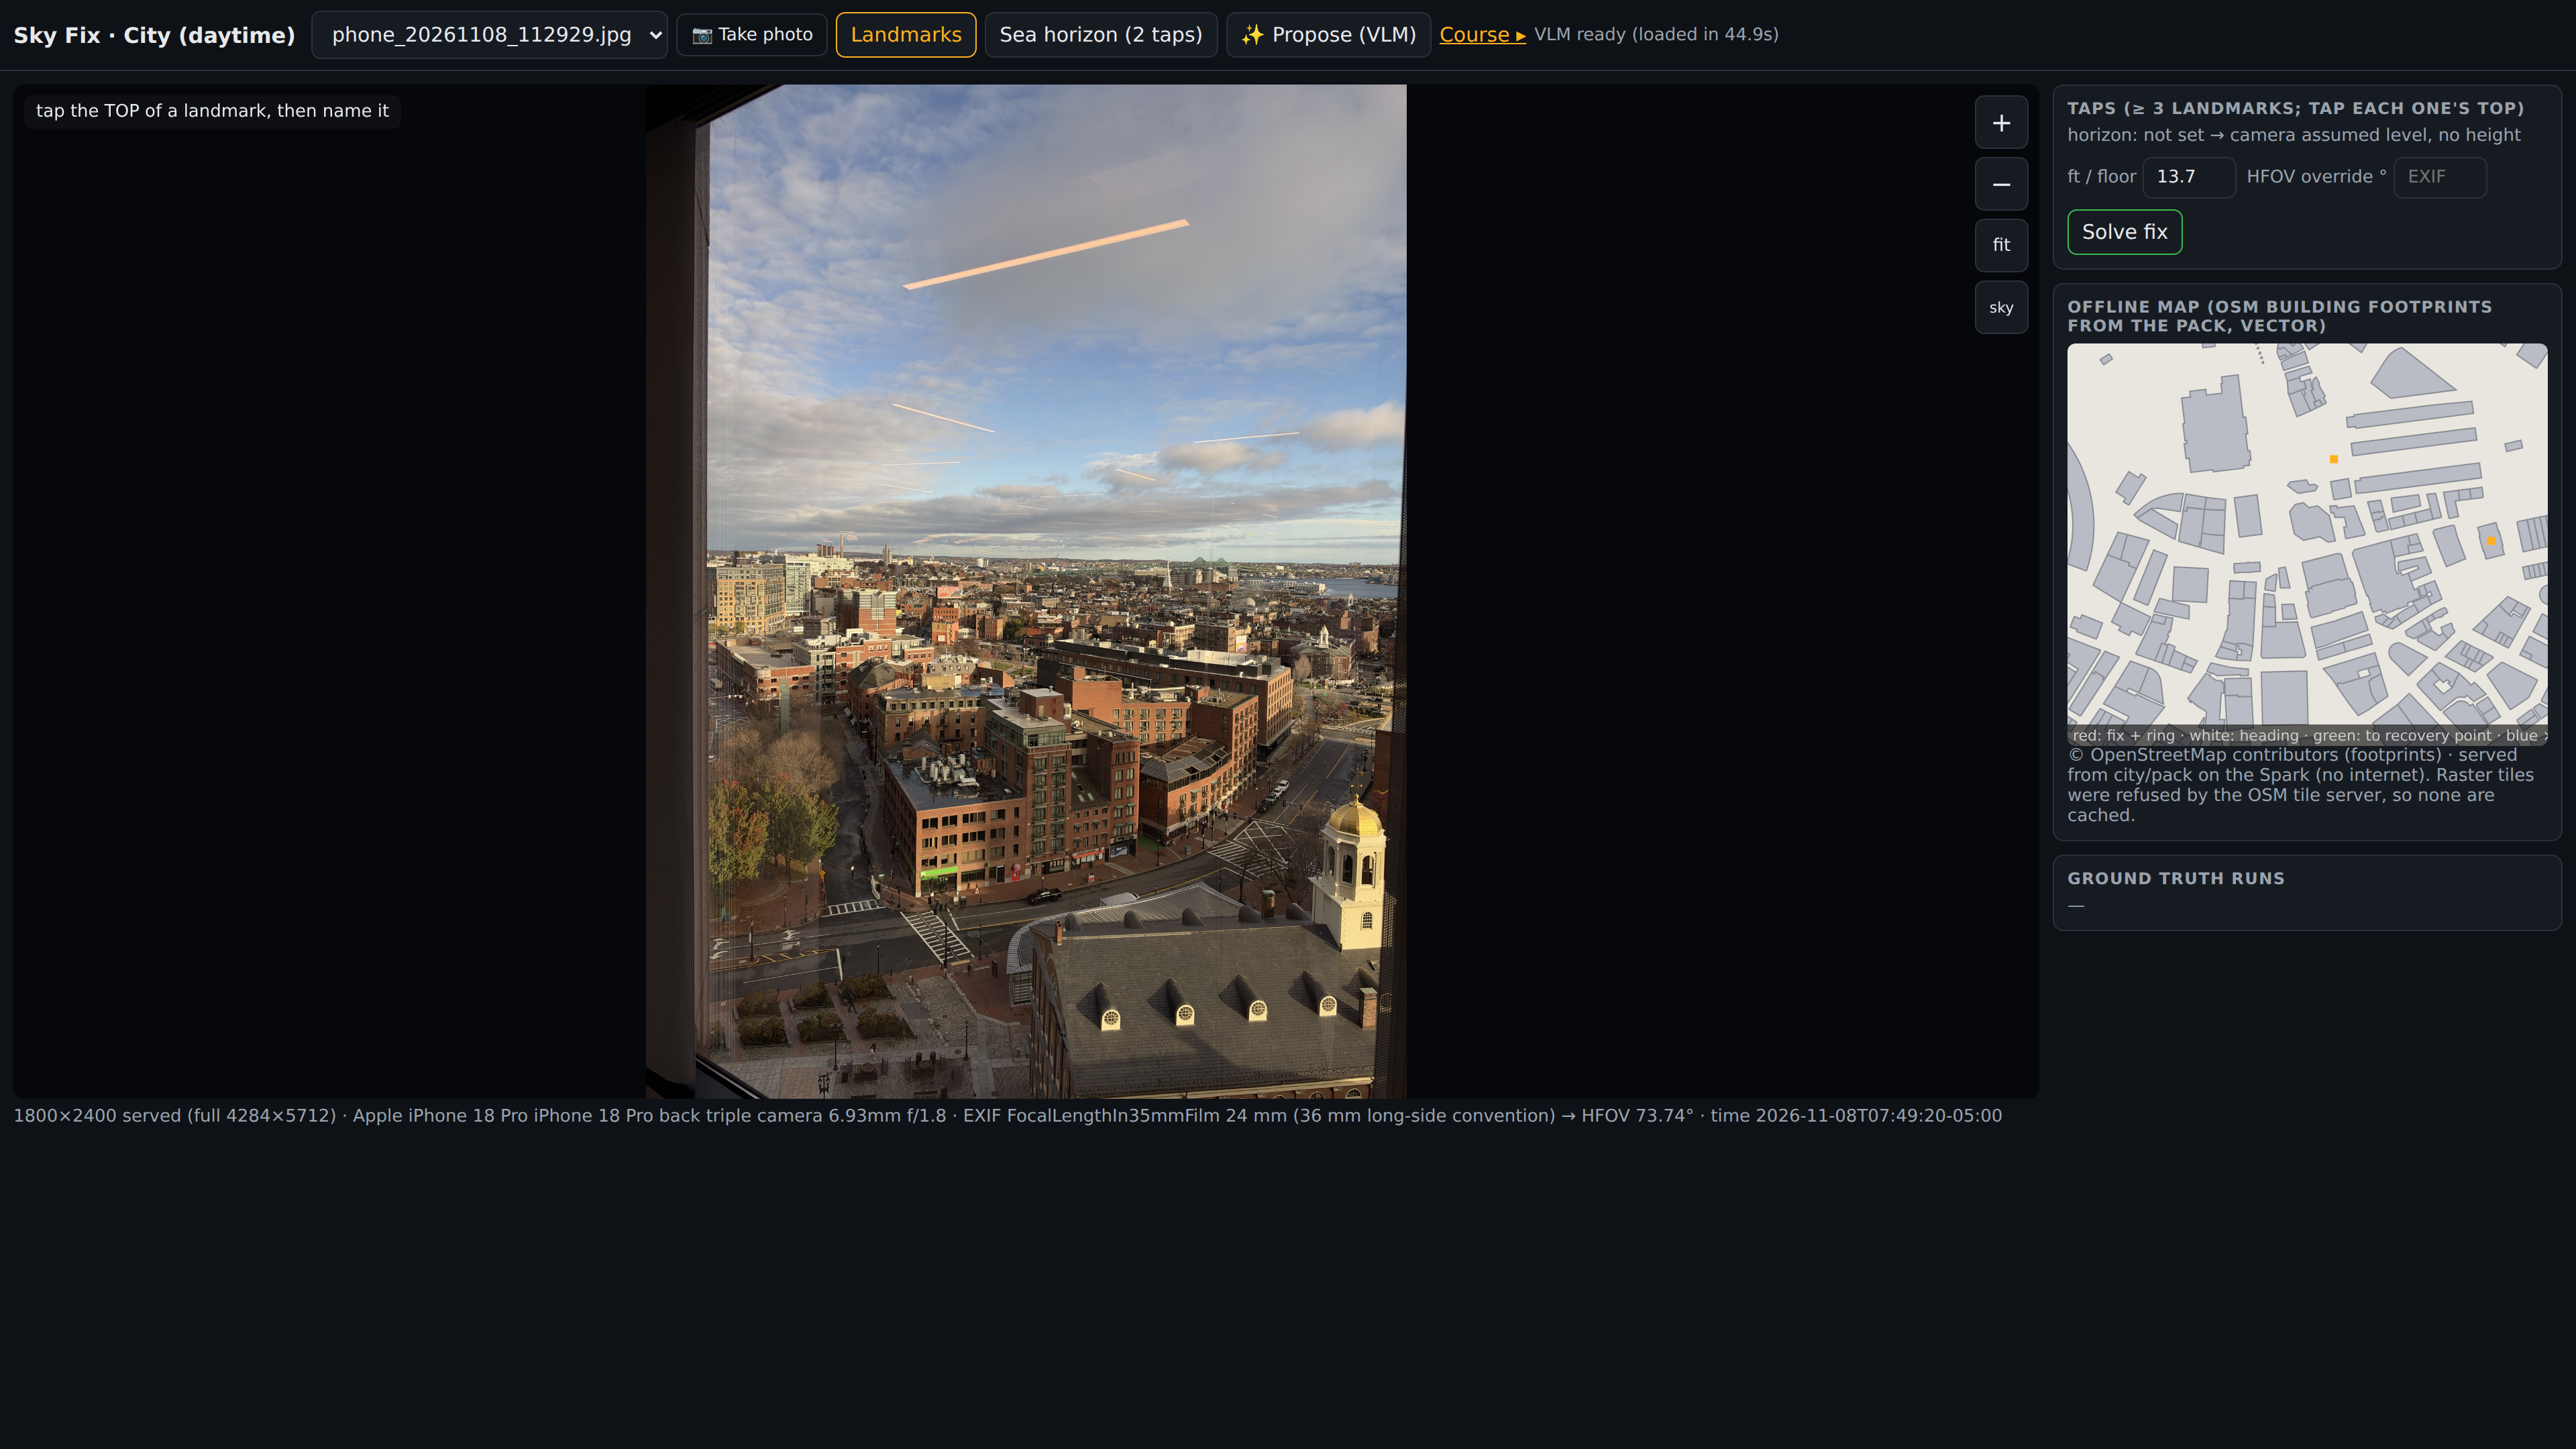 Sky Fix · City (daytime)
phone_20261108_112929.jpg
📷 Take photo
Landmarks
Sea horizon (2 taps)
✨ Propose (VLM)
Course ▸
VLM ready (loaded in 44.9s)
tap the TOP of a landmark, then name it
+
−
fit
sky
TAPS (≥ 3 LANDMARKS; TAP EACH ONE'S TOP)
horizon: not set → camera assumed level, no height
ft / floor 13.7 HFOV override ° EXIF
Solve fix
OFFLINE MAP (OSM BUILDING FOOTPRINTS
FROM THE PACK, VECTOR)
red: fix + ring · white: heading · green: to recovery point · blue
© OpenStreetMap contributors (footprints) · served
from city/pack on the Spark (no internet). Raster tiles
were refused by the OSM tile server, so none are
cached.
GROUND TRUTH RUNS
—
1800×2400 served (full 4284×5712) · Apple iPhone 18 Pro iPhone 18 Pro back triple camera 6.93mm f/1.8 · EXIF FocalLengthIn35mmFilm 24 mm (36 mm long-side convention) → HFOV 73.74° · time 2026-11-08T07:49:20-05:00